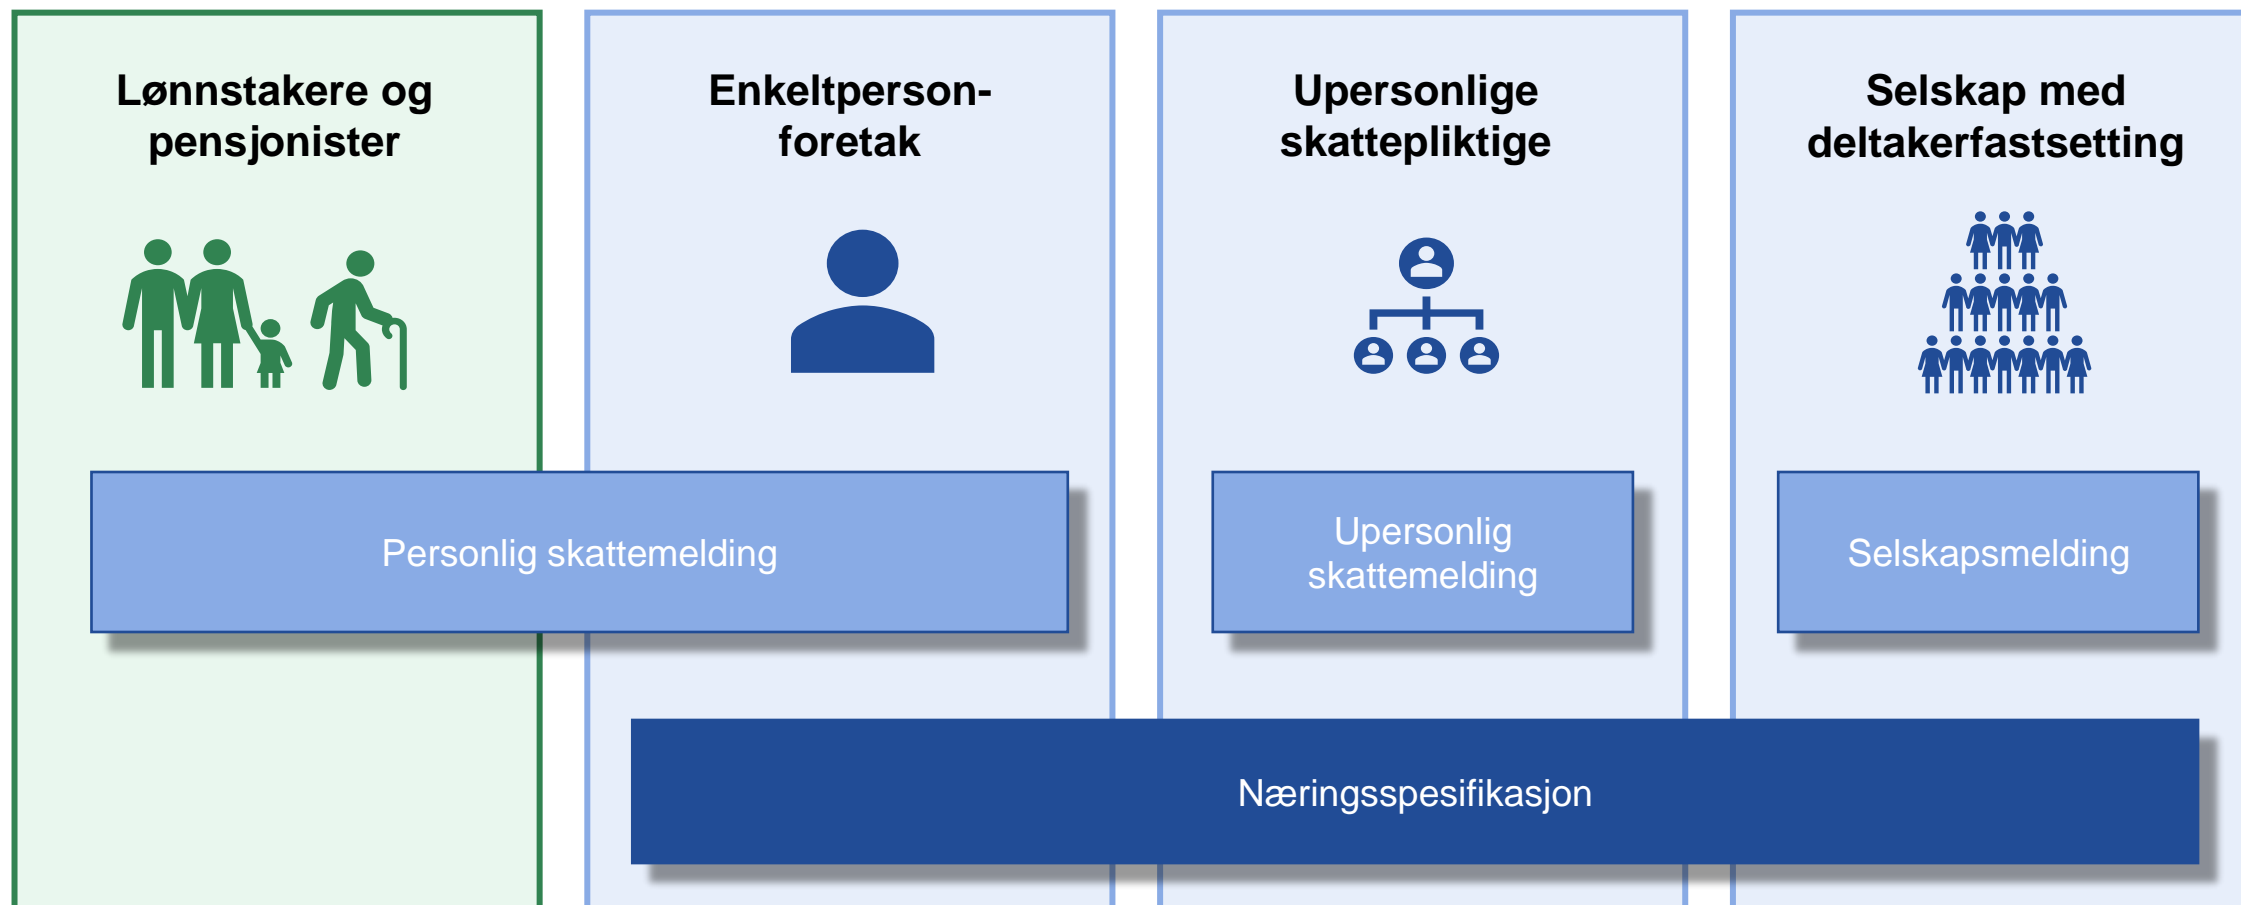 Lønnstakere og
pensjonister
Enkeltperson-
foretak
Upersonlige
skattepliktige
Selskap med
deltakerfastsetting
Personlig skattemelding
Upersonlig
skattemelding
Selskapsmelding
Næringsspesifikasjon